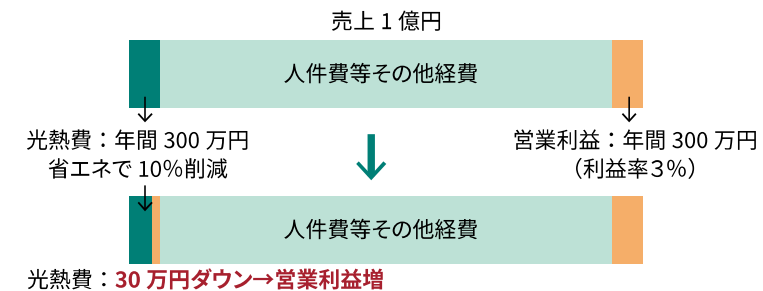 売上 1 億円
人件費等その他経費
光熱費：年間 300 万円
省エネで 10%削減
営業利益：年間 300 万円
（利益率３%）
人件費等その他経費
光熱費：30 万円ダウン→営業利益増